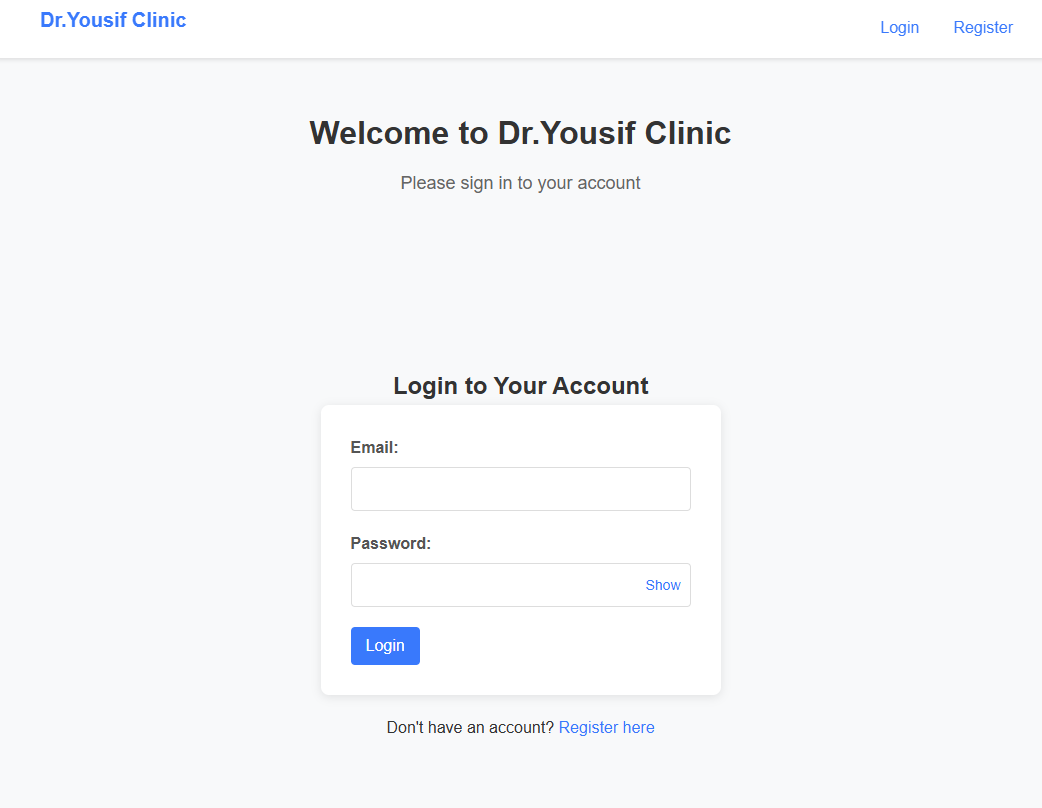 Dr.Yousif Clinic
Login Register
Welcome to Dr.Yousif Clinic
Please sign in to your account
Login to Your Account
Email:
Password:
Show
Login
Don't have an account? Register here